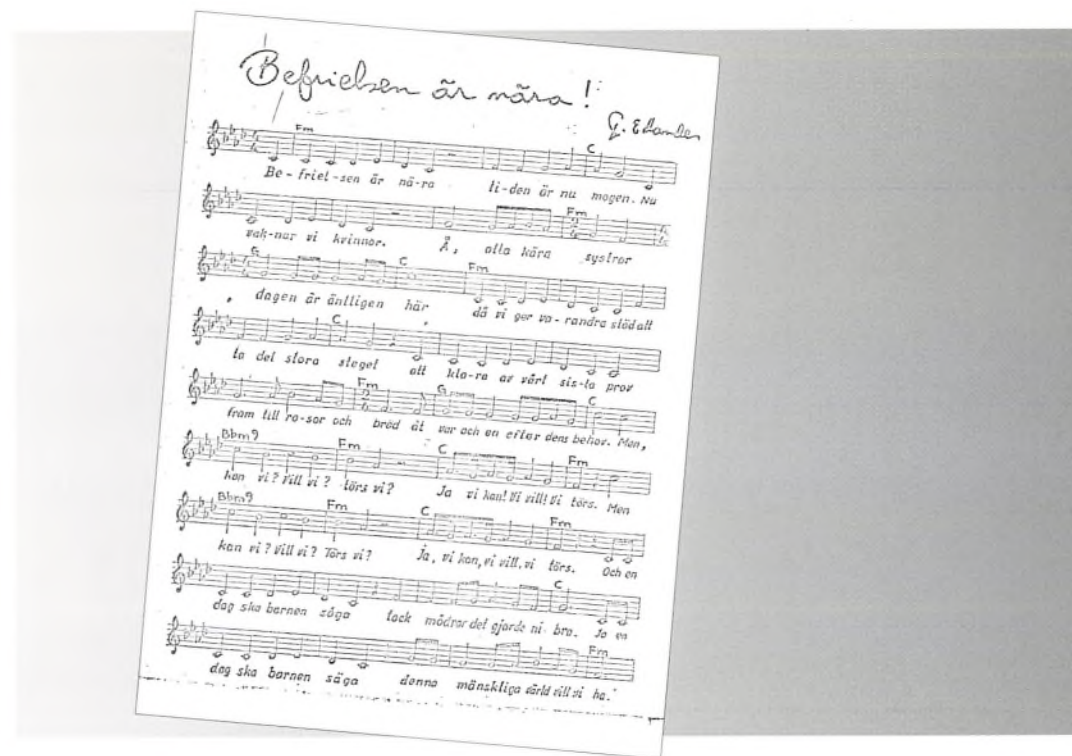 Befrielsen är nära!
G. Edander
Fm C
Be-friel-sen är nä-ra ti-den är nu mogen. Nu
Fm
vak-nar vi kvinnor. Å, alla kära systrar
G C Fm
dagen är äntligen här då vi ger va-randra stöd att
C
ta det stora steget att kla-ra av vårt sis-ta prov
Fm G C
fram till ro-sor och bröd åt var och en efter dens behov. Men,
Bbm9 Fm C Fm
kan vi? Vill vi? törs vi? Ja vi kan! Vi vill! Vi törs. Men
Bbm9 Fm C Fm
kan vi? Vill vi? Törs vi? Ja, vi kan, vi vill, vi törs. Och en
C
dag ska barnen säga tack mödrar det gjorde ni bra. Ja en
Fm
dag ska barnen säga denna mänskliga värld vill vi ha."